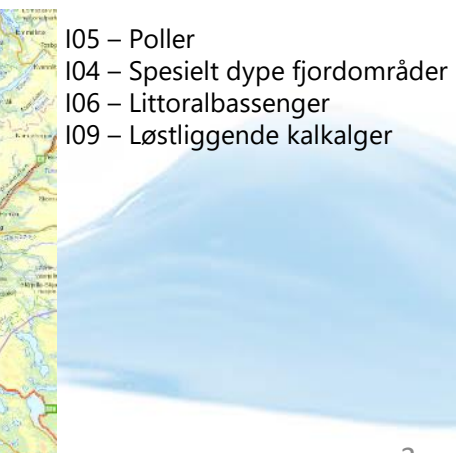 I05 – Poller
I04 – Spesielt dype fjordområder
I06 – Littoralbassenger
I09 – Løstliggende kalkalger